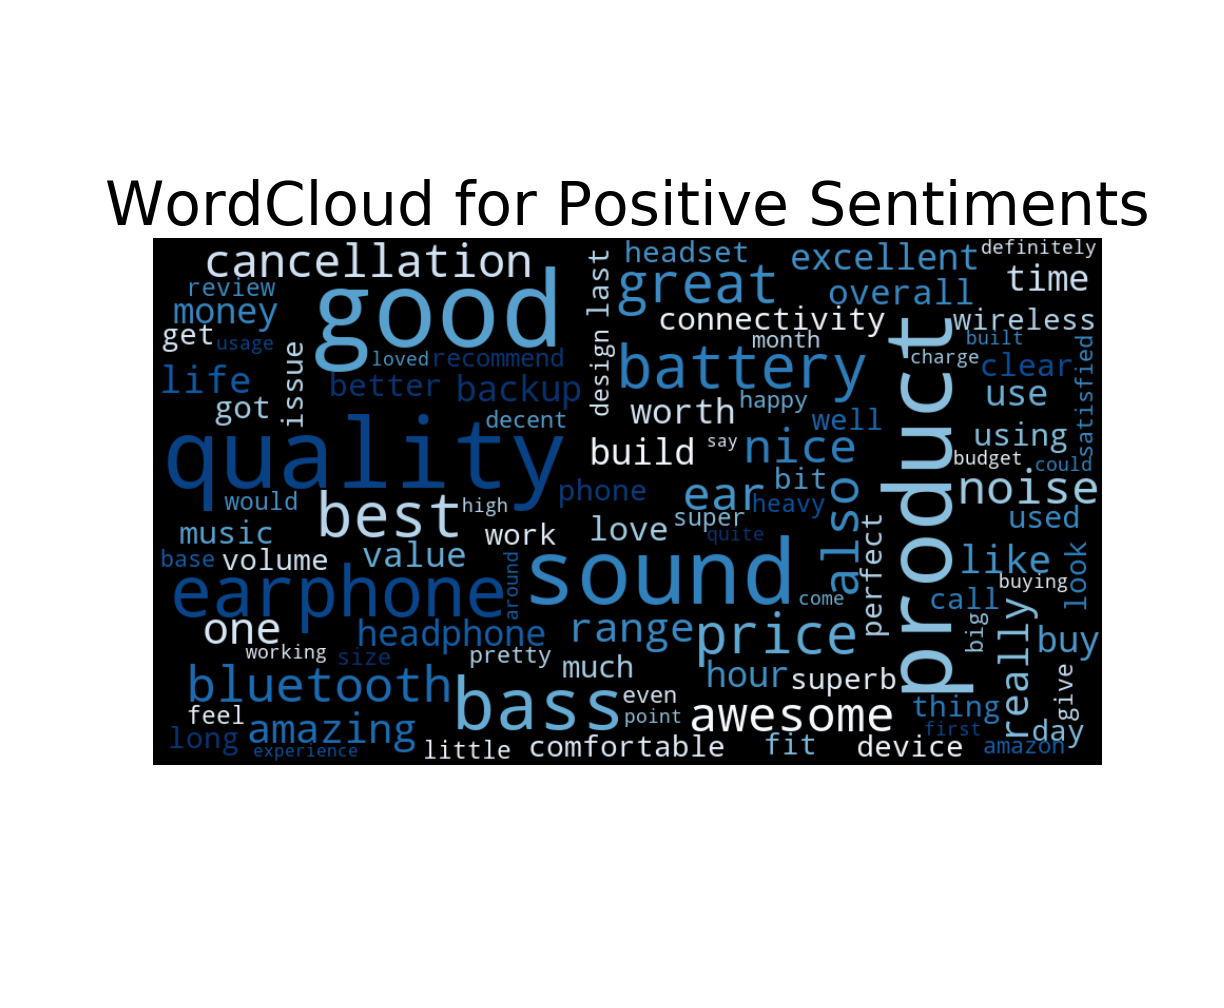 WordCloud for Positive Sentiments
cancellation
good
design last
headset
great
excellent
definitely
time
review
money
overall
get
usage
issue
loved
recommend
connectivity
month
wireless
built
product
charge
clear
satisfied
life
better
backup
battery
got
decent
worth
happy
well
use
quality
build
say
nice
using
budget
could
would
best
high
phone
ear
bit
heavy
also
noise
music
work
love
super
quite
used
base
volume
value
around
sound
come
perfect
like
buying
look
earphone
call
big
one
headphone
range
price
really
buy
working
size
pretty
much
hour
superb
give
bluetooth
bass
even
point
awesome
thing
feel
amazing
first
day
long
experience
little
comfortable
fit
device
amazon